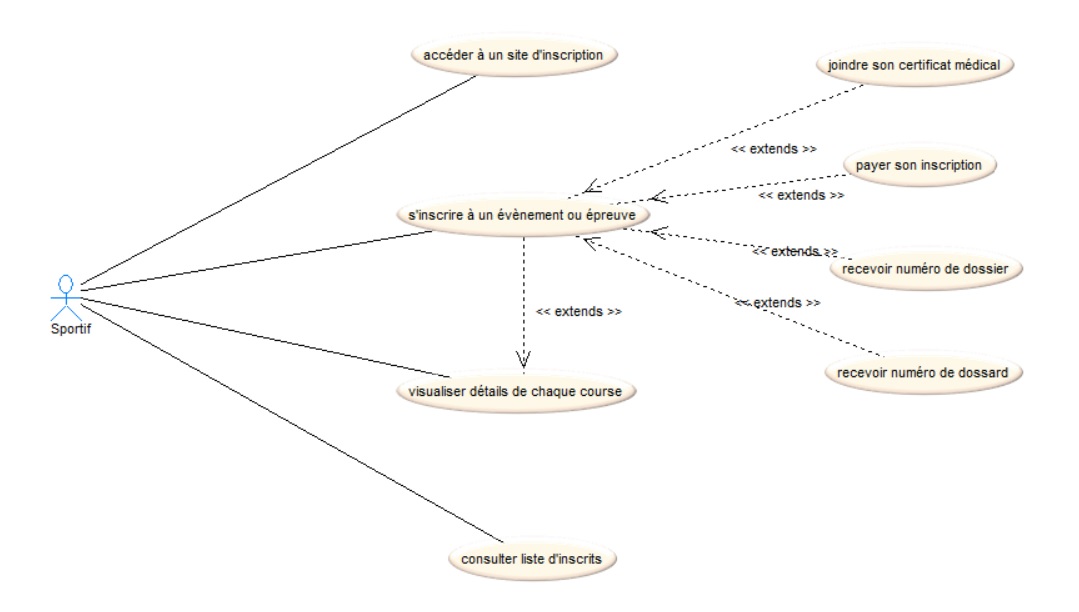 accéder à un site d'inscription
joindre son certificat médical
<< extends >>
payer son inscription
<< extends >>
s'inscrire à un évènement ou épreuve
<< extends >>
recevoir numéro de dossier
<< extends >>
<< extends >>
Sportif
recevoir numéro de dossard
visualiser détails de chaque course
consulter liste d'inscrits